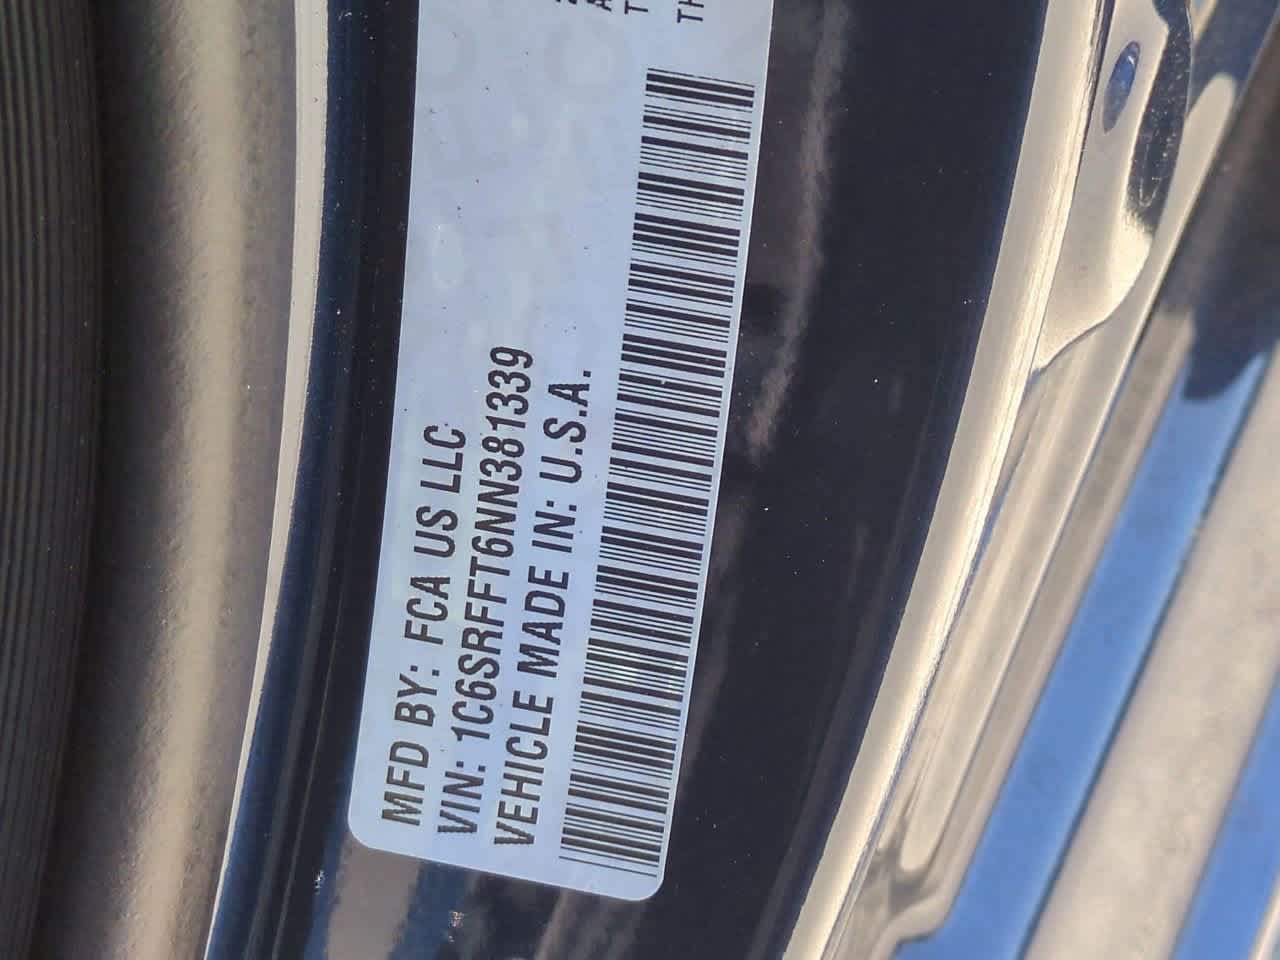 MFD BY: FCA US LLC
VIN: 1C6SRFFT6NN381339
VEHICLE MADE IN: U.S.A.